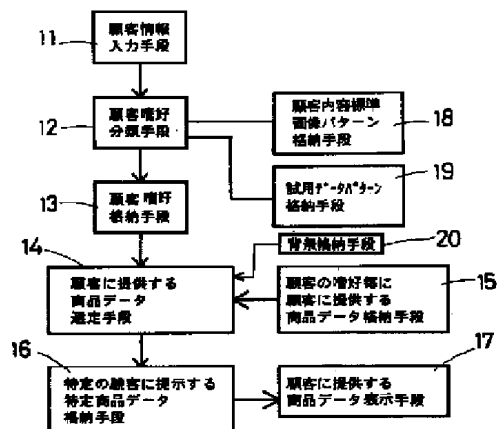 11
顧客情報
入力手段
12
顧客嗜好
分類手段
顧客内容標準
画像パターン
格納手段
18
13
顧客嗜好
格納手段
試用データパターン
格納手段
19
14
背景格納手段
20
顧客に提供する
商品データ
選定手段
顧客の嗜好毎に
顧客に提供する
商品データ格納手段
15
16
特定の顧客に提示する
特定商品データ
格納手段
顧客に提供する
商品データ表示手段
17